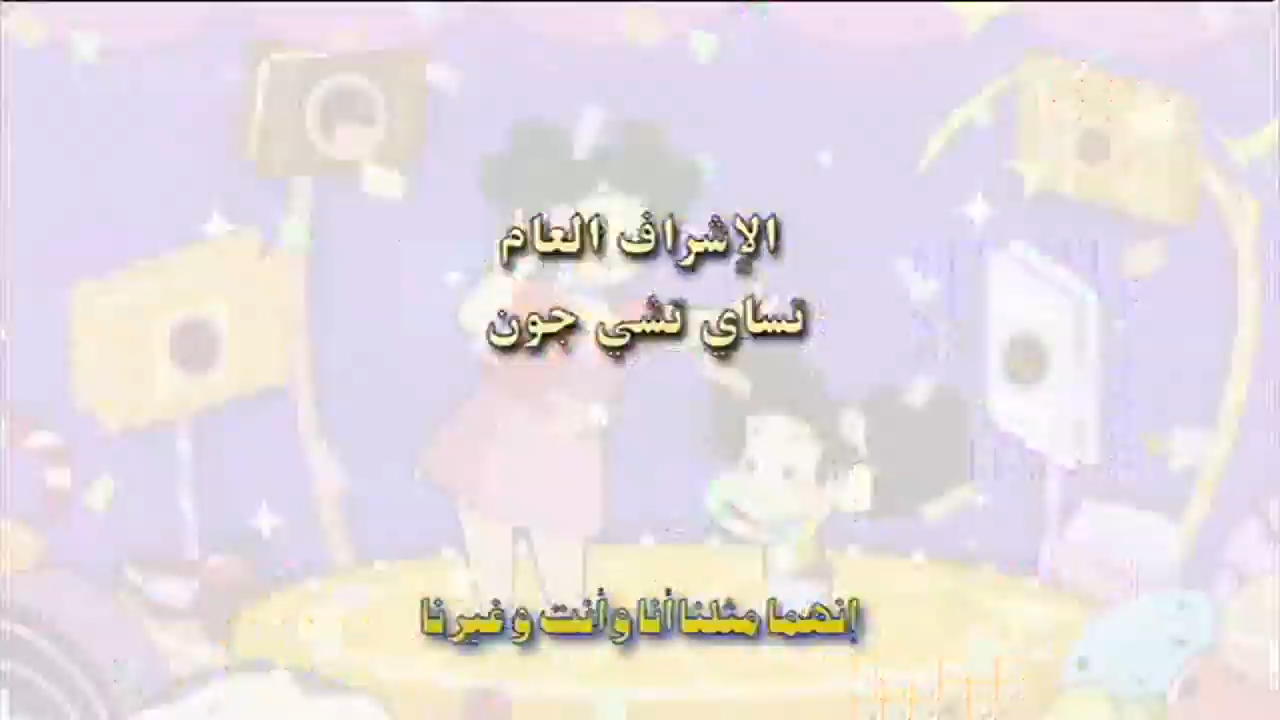 الإشراف العام
تساي تشي جون
إنهما مثلنا أنا وأنت وغيرنا